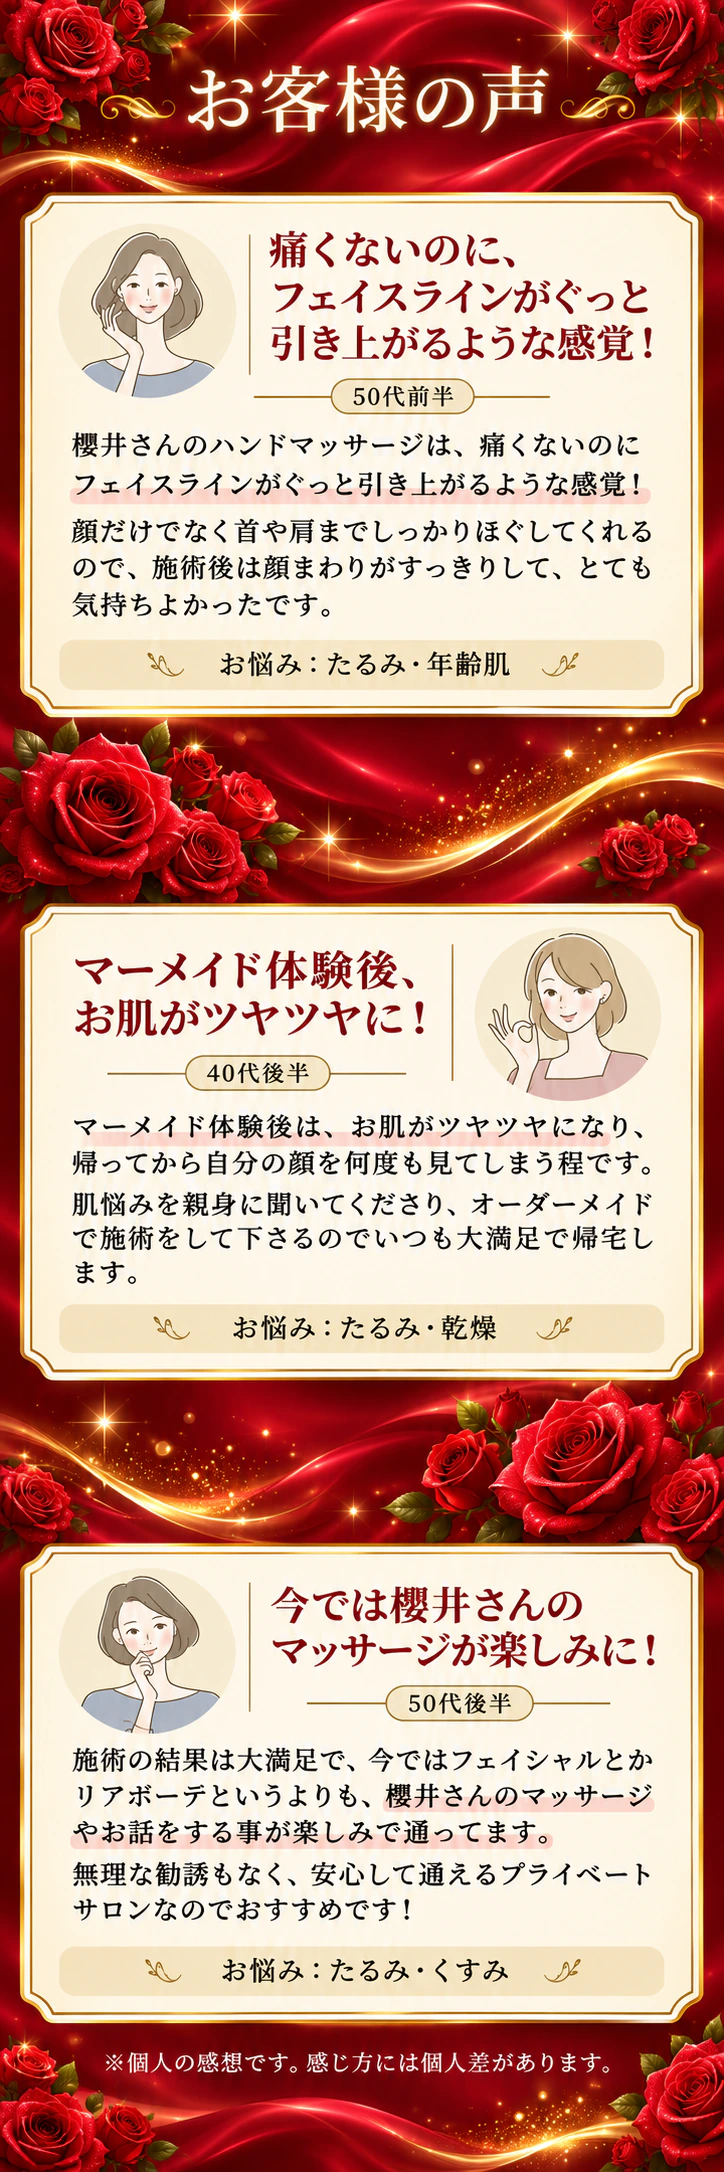 お客様の声
痛くないのに、
フェイスラインがぐっと
引き上がるような感覚！
50代前半
櫻井さんのハンドマッサージは、痛くないのに
フェイスラインがぐっと引き上がるような感覚！
顔だけでなく首や肩までしっかりほぐしてくれる
ので、施術後は顔まわりがすっきりして、とても
気持ちよかったです。
お悩み：たるみ・年齢肌
マーメイド体験後、
お肌がツヤツヤに！
40代後半
マーメイド体験後は、お肌がツヤツヤになり、
帰ってから自分の顔を何度も見てしまう程です。
肌悩みを親身に聞いてくださり、オーダーメイド
で施術をして下さるのでいつも大満足で帰宅し
ます。
お悩み：たるみ・乾燥
今では櫻井さんの
マッサージが楽しみに！
50代後半
施術の結果は大満足で、今ではフェイシャルとか
リアボーデというよりも、櫻井さんのマッサージ
やお話をする事が楽しみで通ってます。
無理な勧誘もなく、安心して通えるプライベート
サロンなのでおすすめです！
お悩み：たるみ・くすみ
※個人の感想です。感じ方には個人差があります。